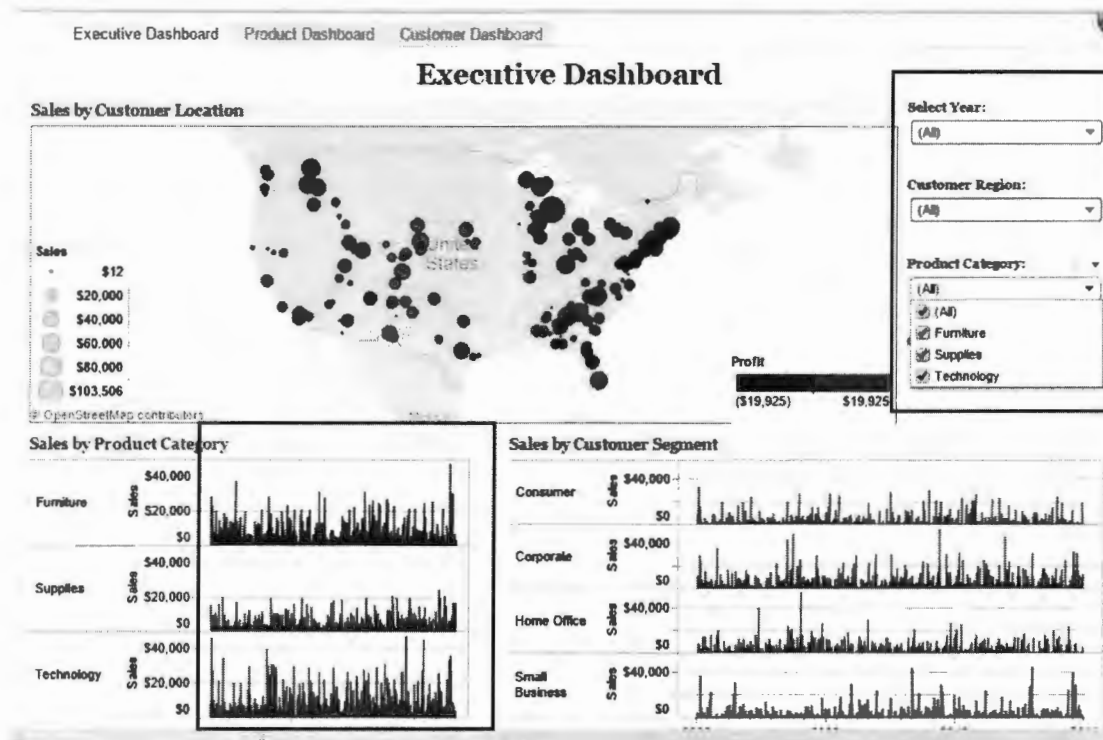 Executive Dashboard Product Dashboard Customer Dashboard
Executive Dashboard
Sales by Customer Location
United
States
Sales
$12
$20,000
$40,000
$60,000
$80,000
$103,506
© OpenStreetMap contributors
Profit
($19,925) $19,925
Select Year:
(All)
Customer Region:
(All)
Product Category:
(All)
(All)
Furniture
Supplies
Technology
Sales by Product Category
Furniture
Sales
$40,000
$20,000
$0
Supplies
Sales
$40,000
$20,000
$0
Technology
Sales
$40,000
$20,000
$0
Sales by Customer Segment
Consumer
Sales
$40,000
$0
Corporate
Sales
$40,000
$0
Home Office
Sales
$40,000
$0
Small
Business
Sales
$40,000
$0